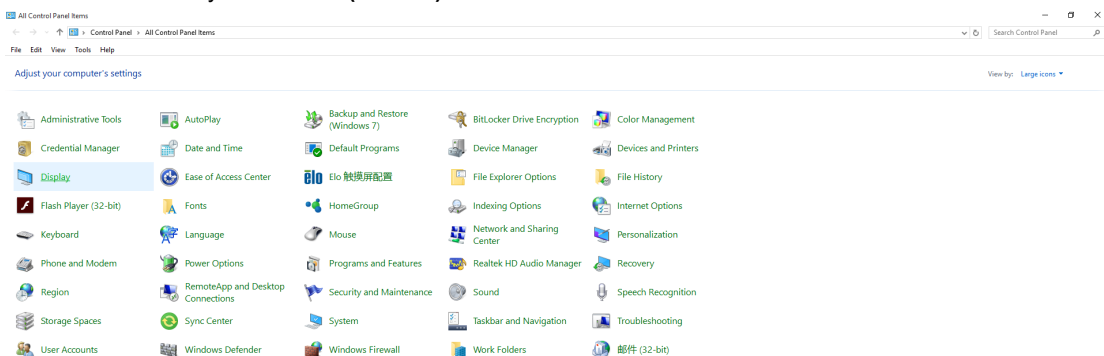 All Control Panel Items
Control Panel > All Control Panel Items
Search Control Panel
File Edit View Tools Help
Adjust your computer's settings
View by: Large icons
Administrative Tools
AutoPlay
Backup and Restore
(Windows 7)
BitLocker Drive Encryption
Color Management
Credential Manager
Date and Time
Default Programs
Device Manager
Devices and Printers
Display
Ease of Access Center
elo Elo 触摸屏配置
File Explorer Options
File History
Flash Player (32-bit)
Fonts
HomeGroup
Indexing Options
Internet Options
Keyboard
Language
Mouse
Network and Sharing
Center
Personalization
Phone and Modem
Power Options
Programs and Features
Realtek HD Audio Manager
Recovery
Region
RemoteApp and Desktop
Connections
Security and Maintenance
Sound
Speech Recognition
Storage Spaces
Sync Center
System
Taskbar and Navigation
Troubleshooting
User Accounts
Windows Defender
Windows Firewall
Work Folders
邮件 (32-bit)